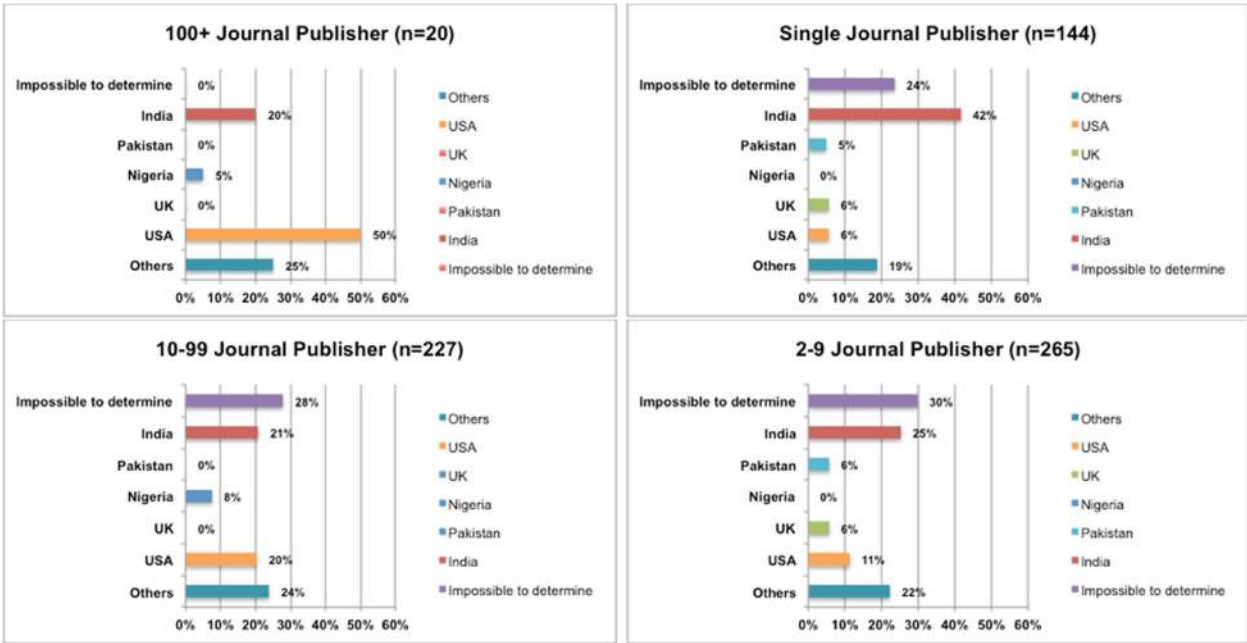 100+ Journal Publisher (n=20)
Impossible to determine 0%
India 20%
Pakistan 0%
Nigeria 5%
UK 0%
USA 50%
Others 25%
0% 10% 20% 30% 40% 50% 60%
Others
USA
UK
Nigeria
Pakistan
India
Impossible to determine
Single Journal Publisher (n=144)
Impossible to determine 24%
India 42%
Pakistan 5%
Nigeria 0%
UK 6%
USA 6%
Others 19%
0% 10% 20% 30% 40% 50% 60%
Others
USA
UK
Nigeria
Pakistan
India
Impossible to determine
10-99 Journal Publisher (n=227)
Impossible to determine 28%
India 21%
Pakistan 0%
Nigeria 8%
UK 0%
USA 20%
Others 24%
0% 10% 20% 30% 40% 50% 60%
Others
USA
UK
Nigeria
Pakistan
India
Impossible to determine
2-9 Journal Publisher (n=265)
Impossible to determine 30%
India 25%
Pakistan 6%
Nigeria 0%
UK 6%
USA 11%
Others 22%
0% 10% 20% 30% 40% 50% 60%
Others
USA
UK
Nigeria
Pakistan
India
Impossible to determine